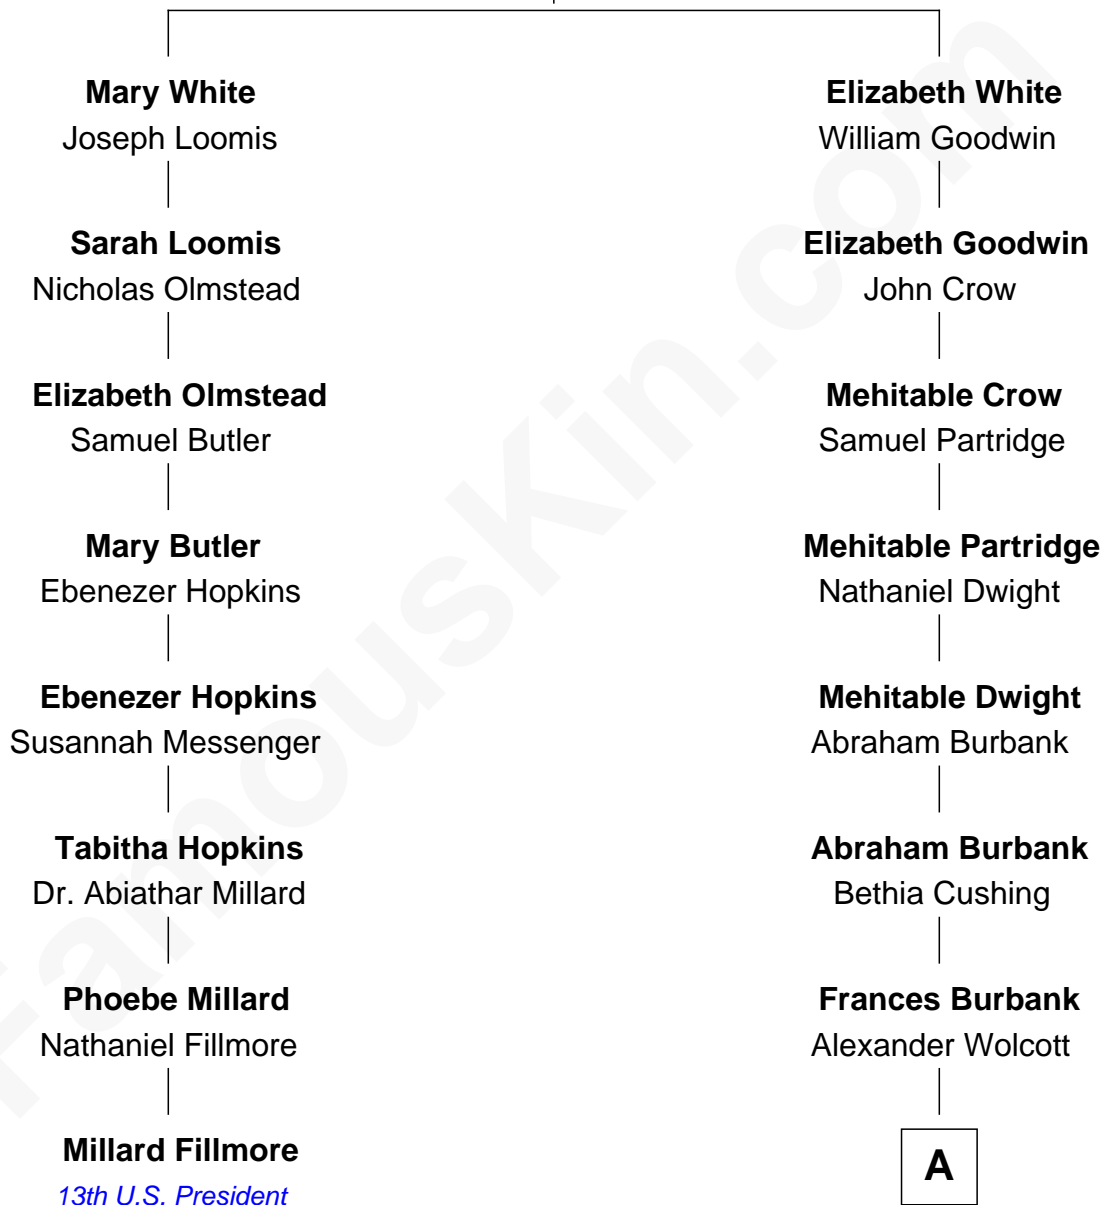 Mary White
Joseph Loomis
Sarah Loomis
Nicholas Olmstead
Elizabeth Olmstead
Samuel Butler
Mary Butler
Ebenezer Hopkins
Ebenezer Hopkins
Susannah Messenger
Tabitha Hopkins
Dr. Abiathar Millard
Phoebe Millard
Nathaniel Fillmore
Millard Fillmore
13th U.S. President
Elizabeth White
William Goodwin
Elizabeth Goodwin
John Crow
Mehitable Crow
Samuel Partridge
Mehitable Partridge
Nathaniel Dwight
Mehitable Dwight
Abraham Burbank
Abraham Burbank
Bethia Cushing
Frances Burbank
Alexander Wolcott
A
FamousKin.com